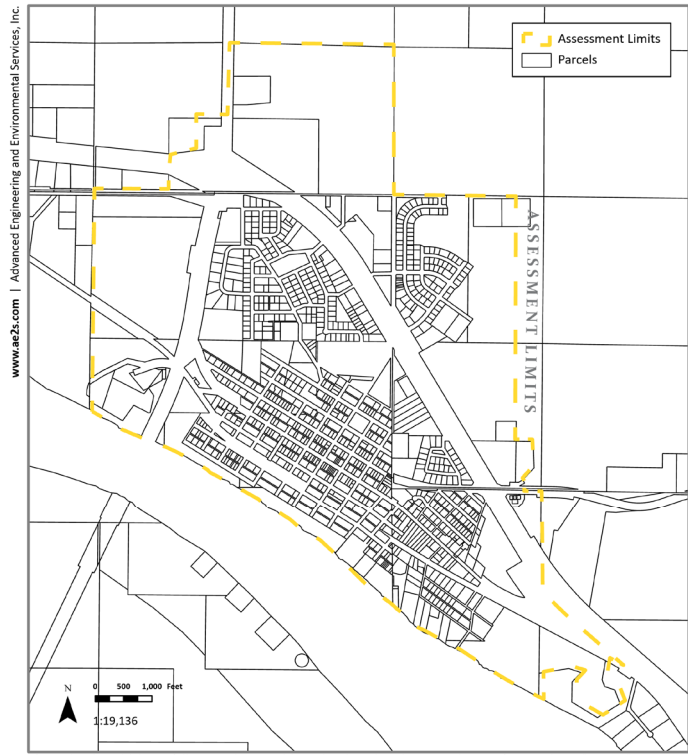 www.ae2s.com | Advanced Engineering and Environmental Services, Inc.
Assessment Limits
Parcels
ASSESSMENT LIMITS
N
0 500 1,000 Feet
1:19,136